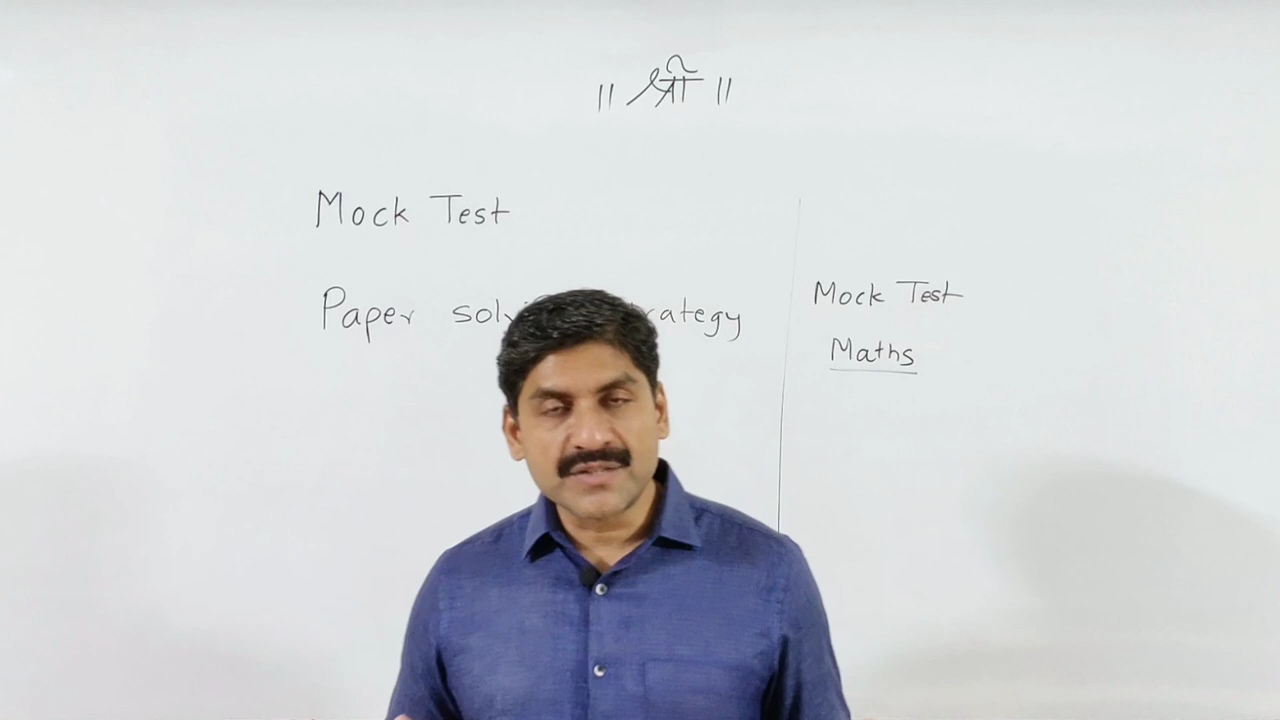 || श्री ||
Mock Test
Paper
Mock Test
Maths